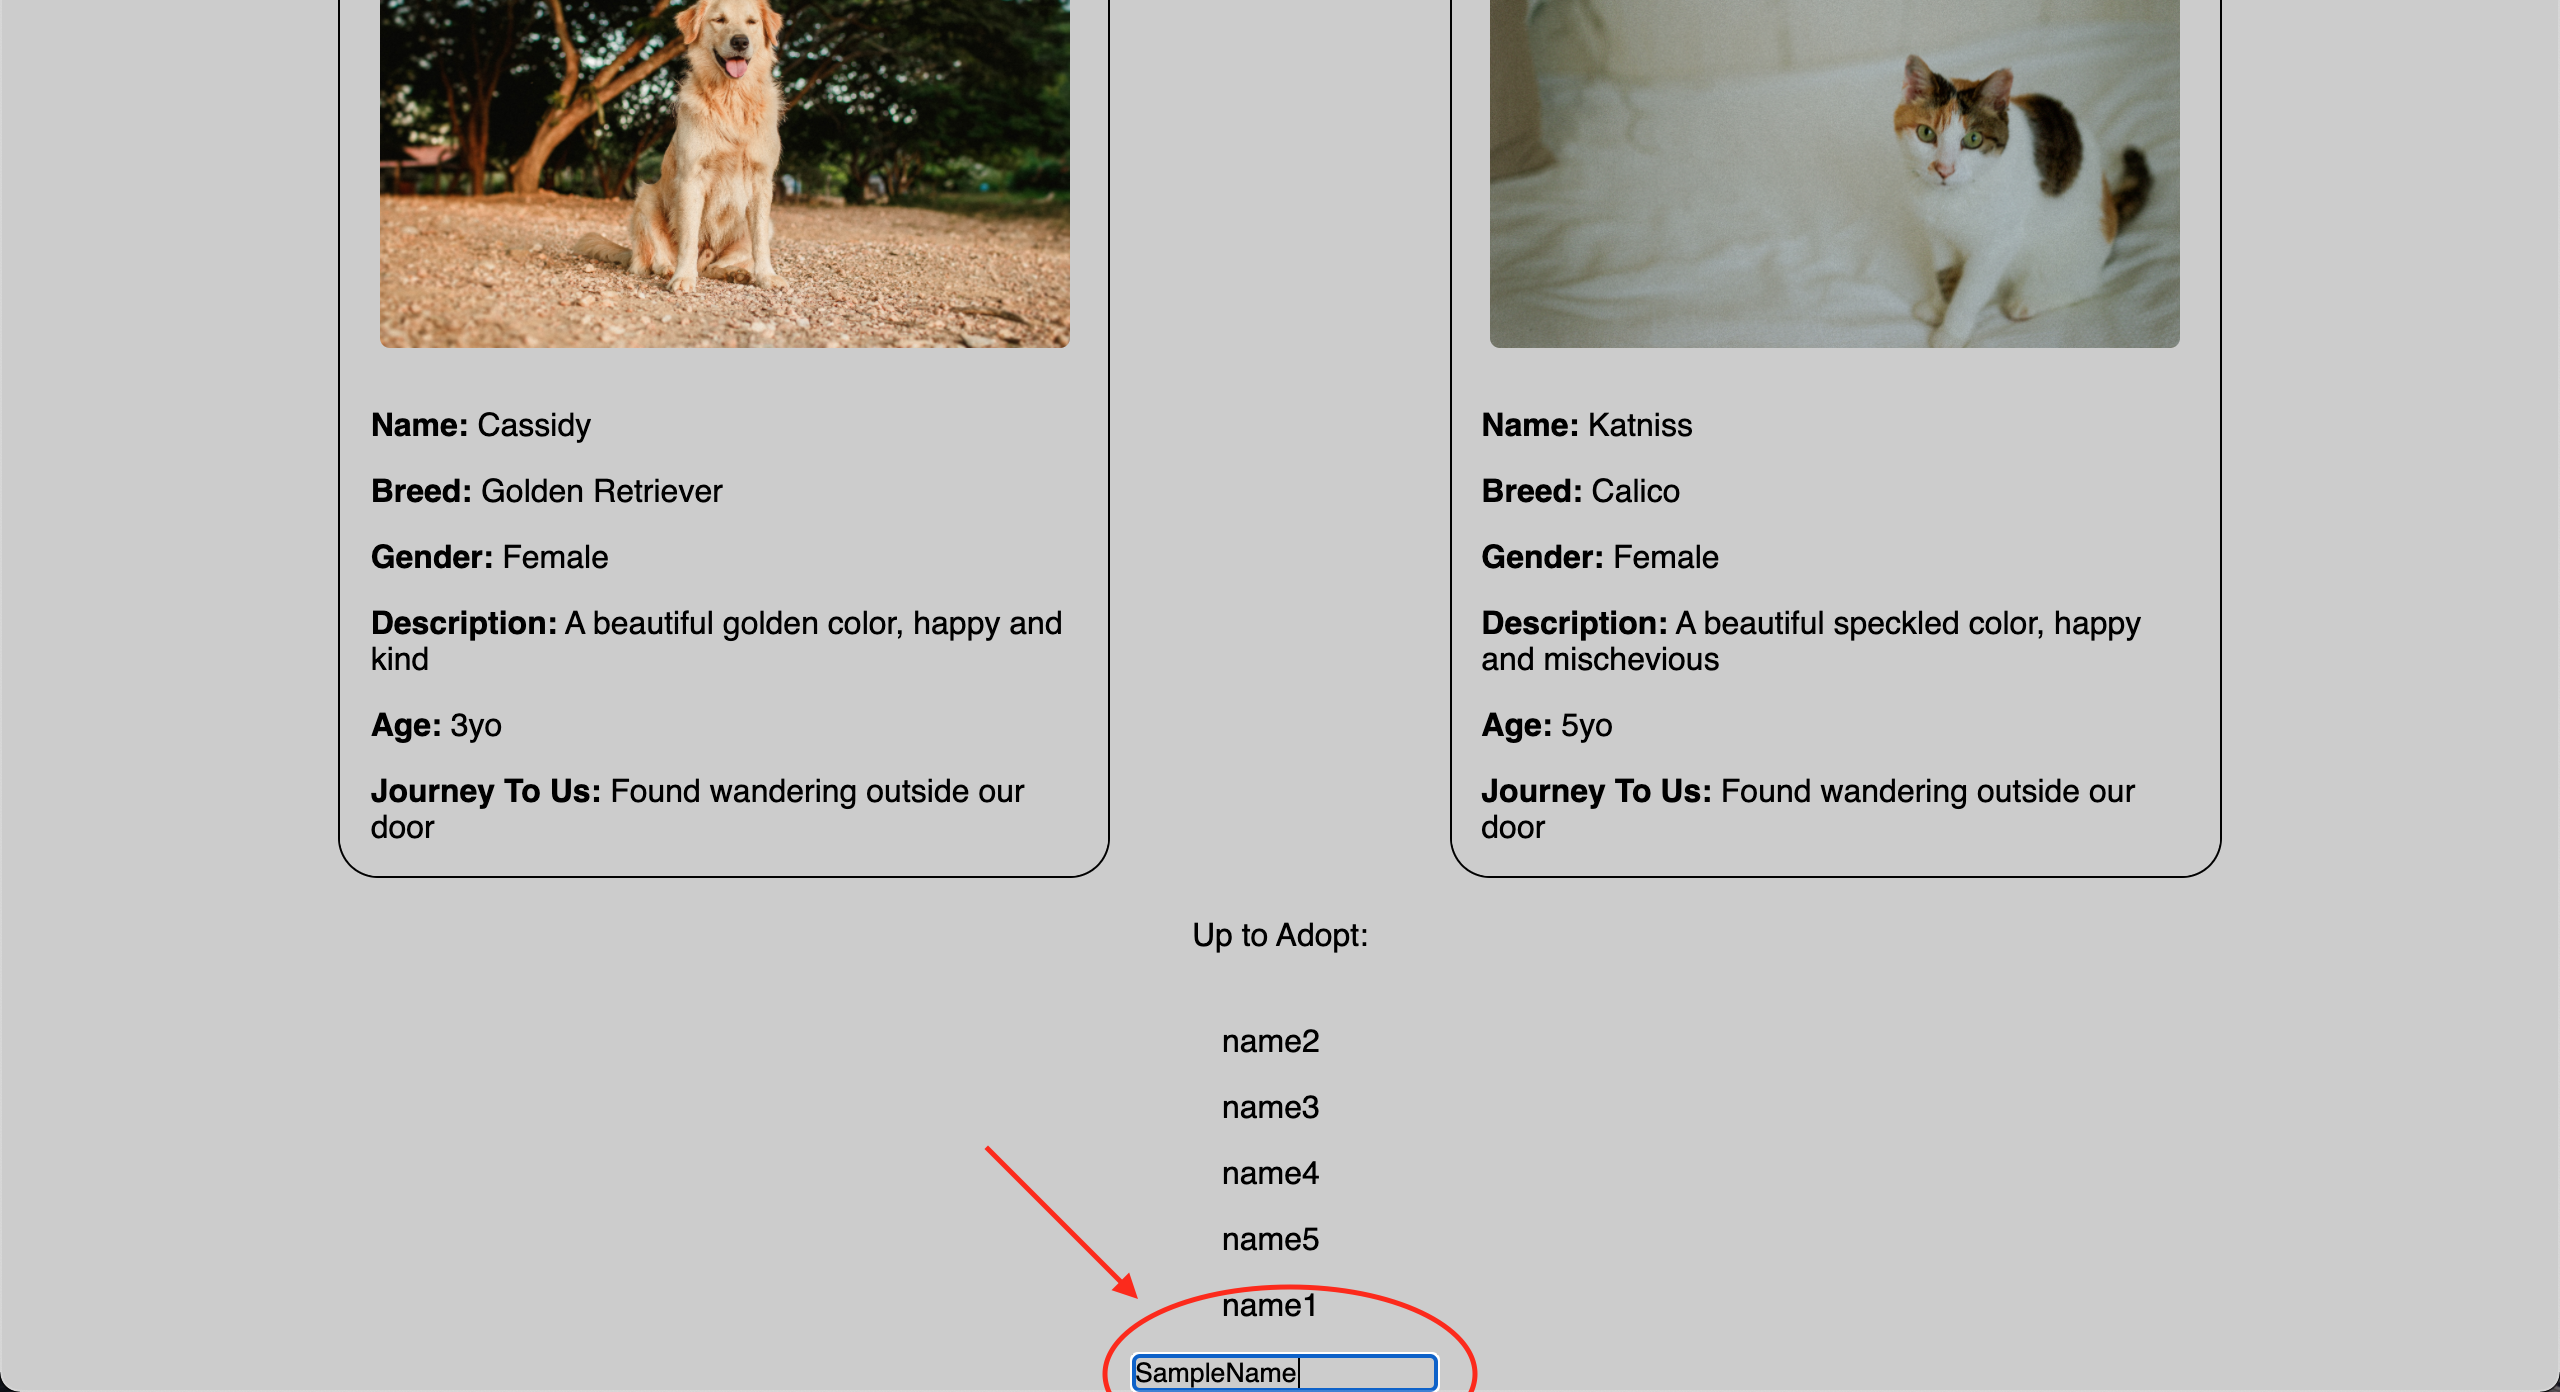 Name: Cassidy
Breed: Golden Retriever
Gender: Female
Description: A beautiful golden color, happy and
kind
Age: 3yo
Journey To Us: Found wandering outside our
door
Name: Katniss
Breed: Calico
Gender: Female
Description: A beautiful speckled color, happy
and mischevious
Age: 5yo
Journey To Us: Found wandering outside our
door
Up to Adopt:
name2
name3
name4
name5
name1
SampleName